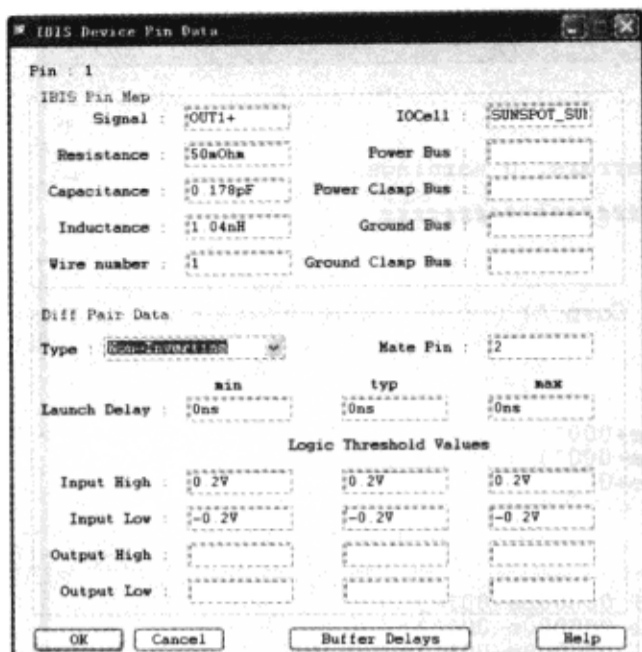 IBIS Device Pin Data
Pin : 1
IBIS Pin Map
Signal : OUT1+ IOCell : SUNSPOT_SUN
Resistance : 50mOhm Power Bus :
Capacitance : 0.178pF Power Clamp Bus :
Inductance : 1.04nH Ground Bus :
Wire number : 1 Ground Clamp Bus :
Diff Pair Data
Type : Non-Inverting Mate Pin : 2
min typ max
Launch Delay : 0ns 0ns 0ns
Logic Threshold Values
Input High : 0.2V 0.2V 0.2V
Input Low : -0.2V -0.2V -0.2V
Output High :
Output Low :
OK Cancel Buffer Delays Help